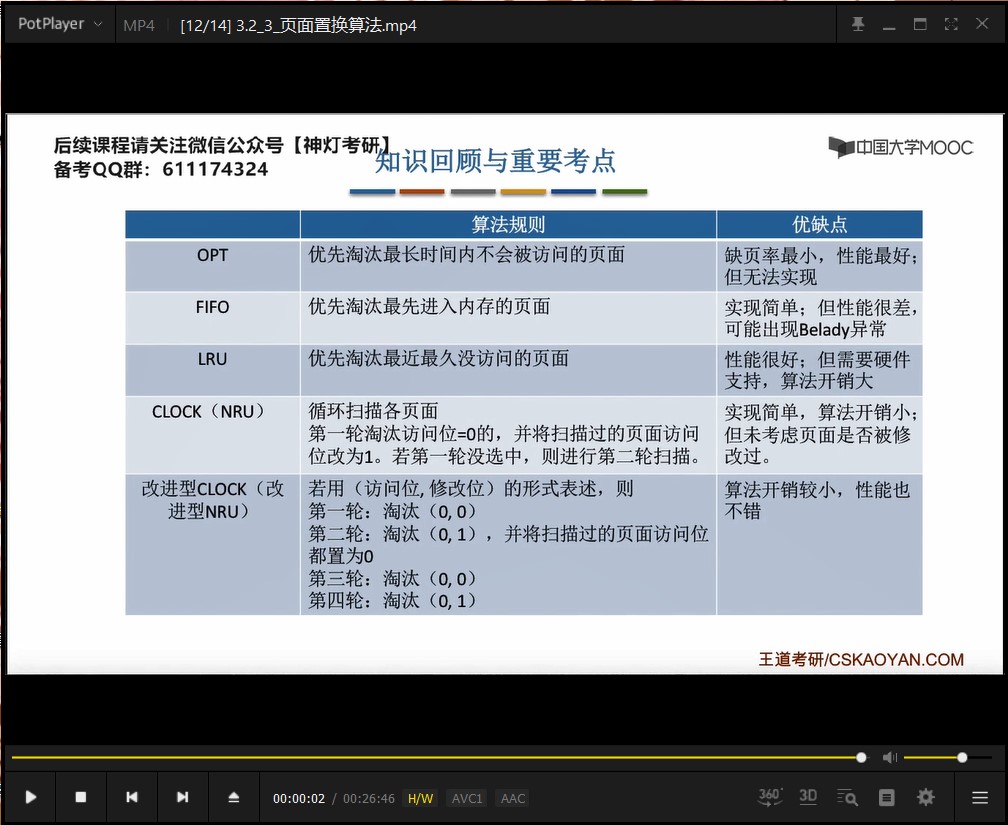 PotPlayer MP4 [12/14] 3.2_3_页面置换算法.mp4
后续课程请关注微信公众号【神灯考研】
备考QQ群：611174324
知识回顾与重要考点
中国大学MOOC
算法规则 优缺点
OPT 优先淘汰最长时间内不会被访问的页面 缺页率最小，性能最好；
但无法实现
FIFO 优先淘汰最先进入内存的页面 实现简单；但性能很差，
可能出现Belady异常
LRU 优先淘汰最近最久没访问的页面 性能很好；但需要硬件
支持，算法开销大
CLOCK（NRU） 循环扫描各页面
第一轮淘汰访问位=0的，并将扫描过的页面访问
位改为1。若第一轮没选中，则进行第二轮扫描。
实现简单，算法开销小；
但未考虑页面是否被修
改过。
改进型CLOCK（改
进型NRU）
若用（访问位, 修改位）的形式表述，则
第一轮：淘汰（0, 0）
第二轮：淘汰（0, 1），并将扫描过的页面访问位
都置为0
第三轮：淘汰（0, 0）
第四轮：淘汰（0, 1）
算法开销较小，性能也
不错
王道考研/CSKAOYAN.COM
00:00:02 / 00:26:46 H/W AVC1 AAC
360° 3D